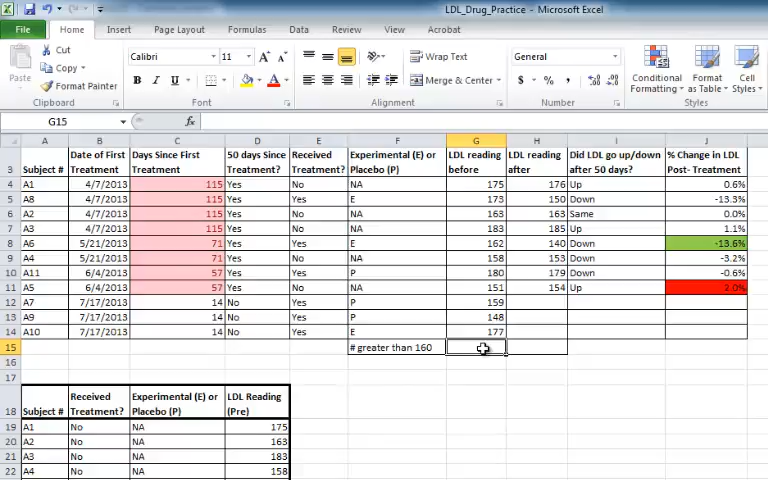 LDL_Drug_Practice - Microsoft Excel
File Home Insert Page Layout Formulas Data Review View Acrobat
Paste
Cut
Copy
Format Painter
Calibri 11
B I U
Wrap Text
Merge & Center
General
$ % ,
Conditional Formatting
Format as Table
Cell Styles
Clipboard Font Alignment Number Styles
G15 fx
A B C D E F G H I J
3 Subject # Date of First Treatment Days Since First Treatment 50 days Since Treatment? Received Treatment? Experimental (E) or Placebo (P) LDL reading before LDL reading after Did LDL go up/down after 50 days? % Change in LDL Post- Treatment
4 A1 4/7/2013 115 Yes No NA 175 176 Up 0.6%
5 A8 4/7/2013 115 Yes Yes E 173 150 Down -13.3%
6 A2 4/7/2013 115 Yes No NA 163 163 Same 0.0%
7 A3 4/7/2013 115 Yes No NA 183 185 Up 1.1%
8 A6 5/21/2013 71 Yes Yes E 162 140 Down -13.6%
9 A4 5/21/2013 71 Yes No NA 158 153 Down -3.2%
10 A11 6/4/2013 57 Yes Yes P 180 179 Down -0.6%
11 A5 6/4/2013 57 Yes No NA 151 154 Up 2.0%
12 A7 7/17/2013 14 No Yes P 159
13 A9 7/17/2013 14 No Yes P 148
14 A10 7/17/2013 14 No Yes E 177
15 # greater than 160
16
17
18 Subject # Received Treatment? Experimental (E) or Placebo (P) LDL Reading (Pre)
19 A1 No NA 175
20 A2 No NA 163
21 A3 No NA 183
22 A4 No NA 158